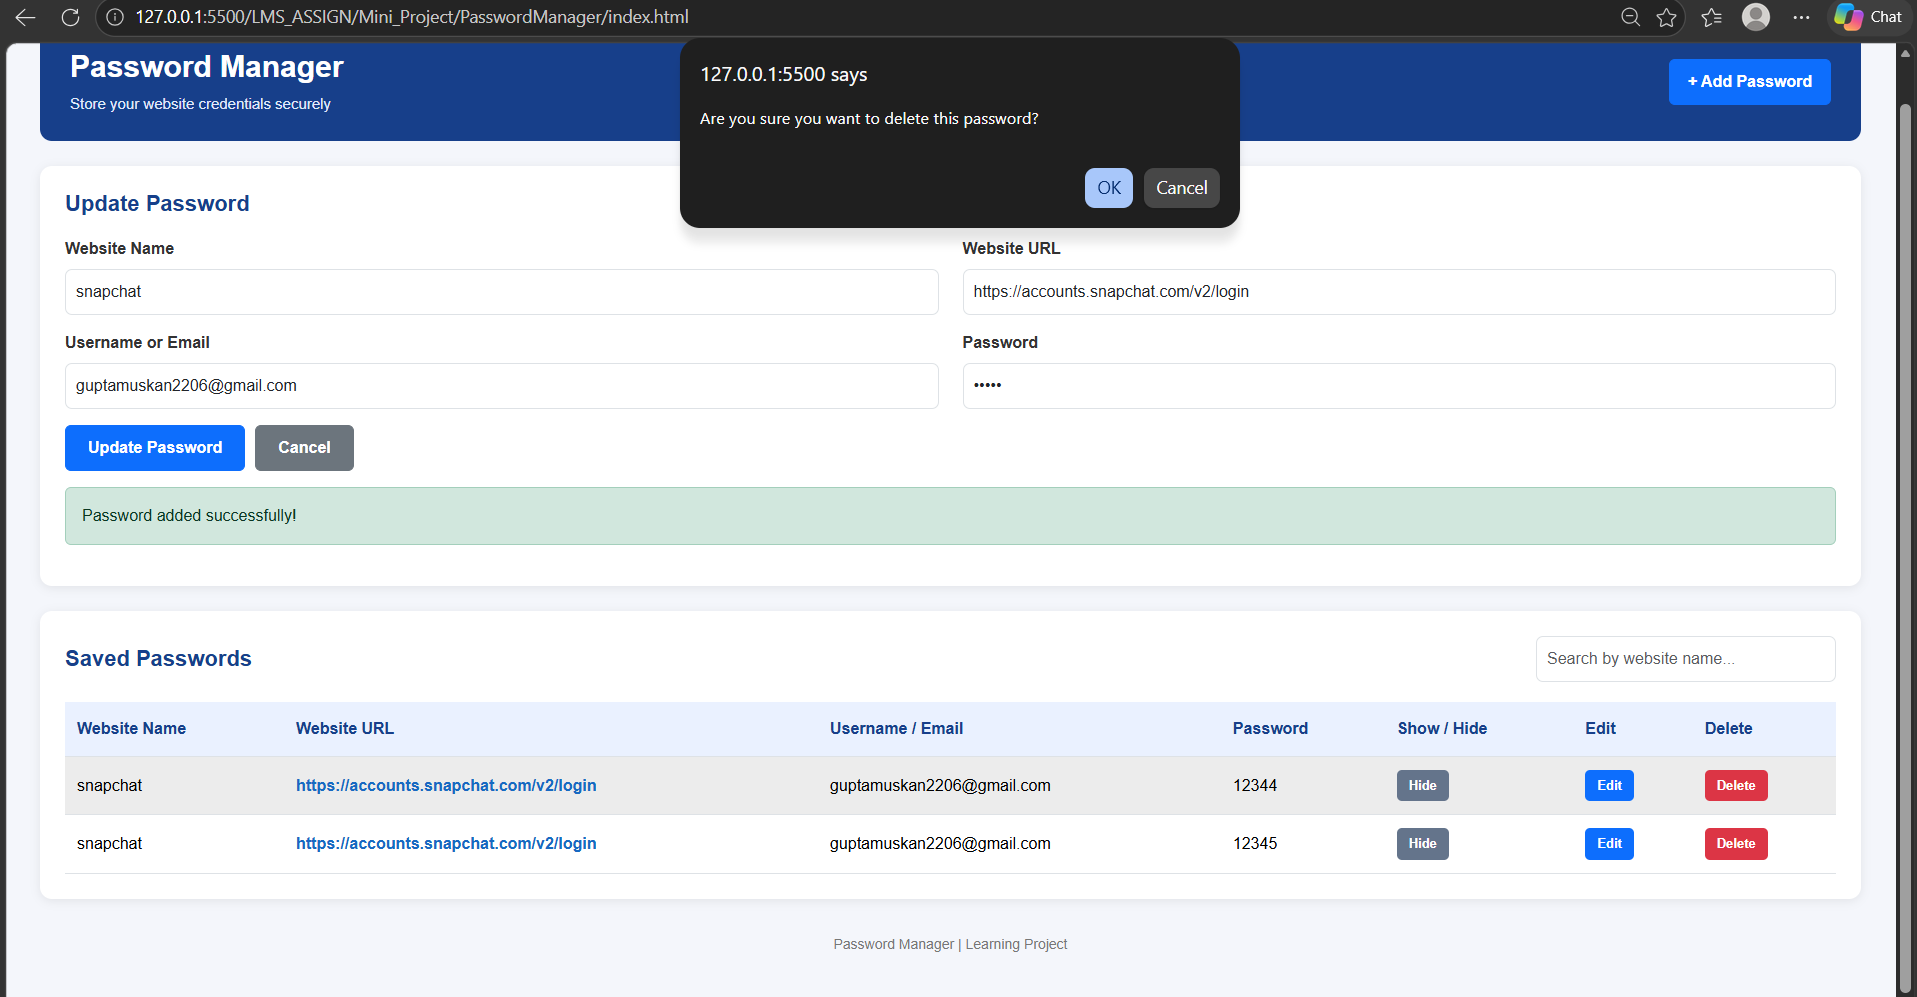 127.0.0.1:5500/LMS_ASSIGN/Mini_Project/PasswordManager/index.html
Chat
Password Manager
Store your website credentials securely
+ Add Password
127.0.0.1:5500 says
Are you sure you want to delete this password?
OK Cancel
Update Password
Website Name Website URL
snapchat https://accounts.snapchat.com/v2/login
Username or Email Password
guptamuskan2206@gmail.com •••••
Update Password Cancel
Password added successfully!
Saved Passwords Search by website name...
Website Name Website URL Username / Email Password Show / Hide Edit Delete
snapchat https://accounts.snapchat.com/v2/login guptamuskan2206@gmail.com 12344 Hide Edit Delete
snapchat https://accounts.snapchat.com/v2/login guptamuskan2206@gmail.com 12345 Hide Edit Delete
Password Manager | Learning Project